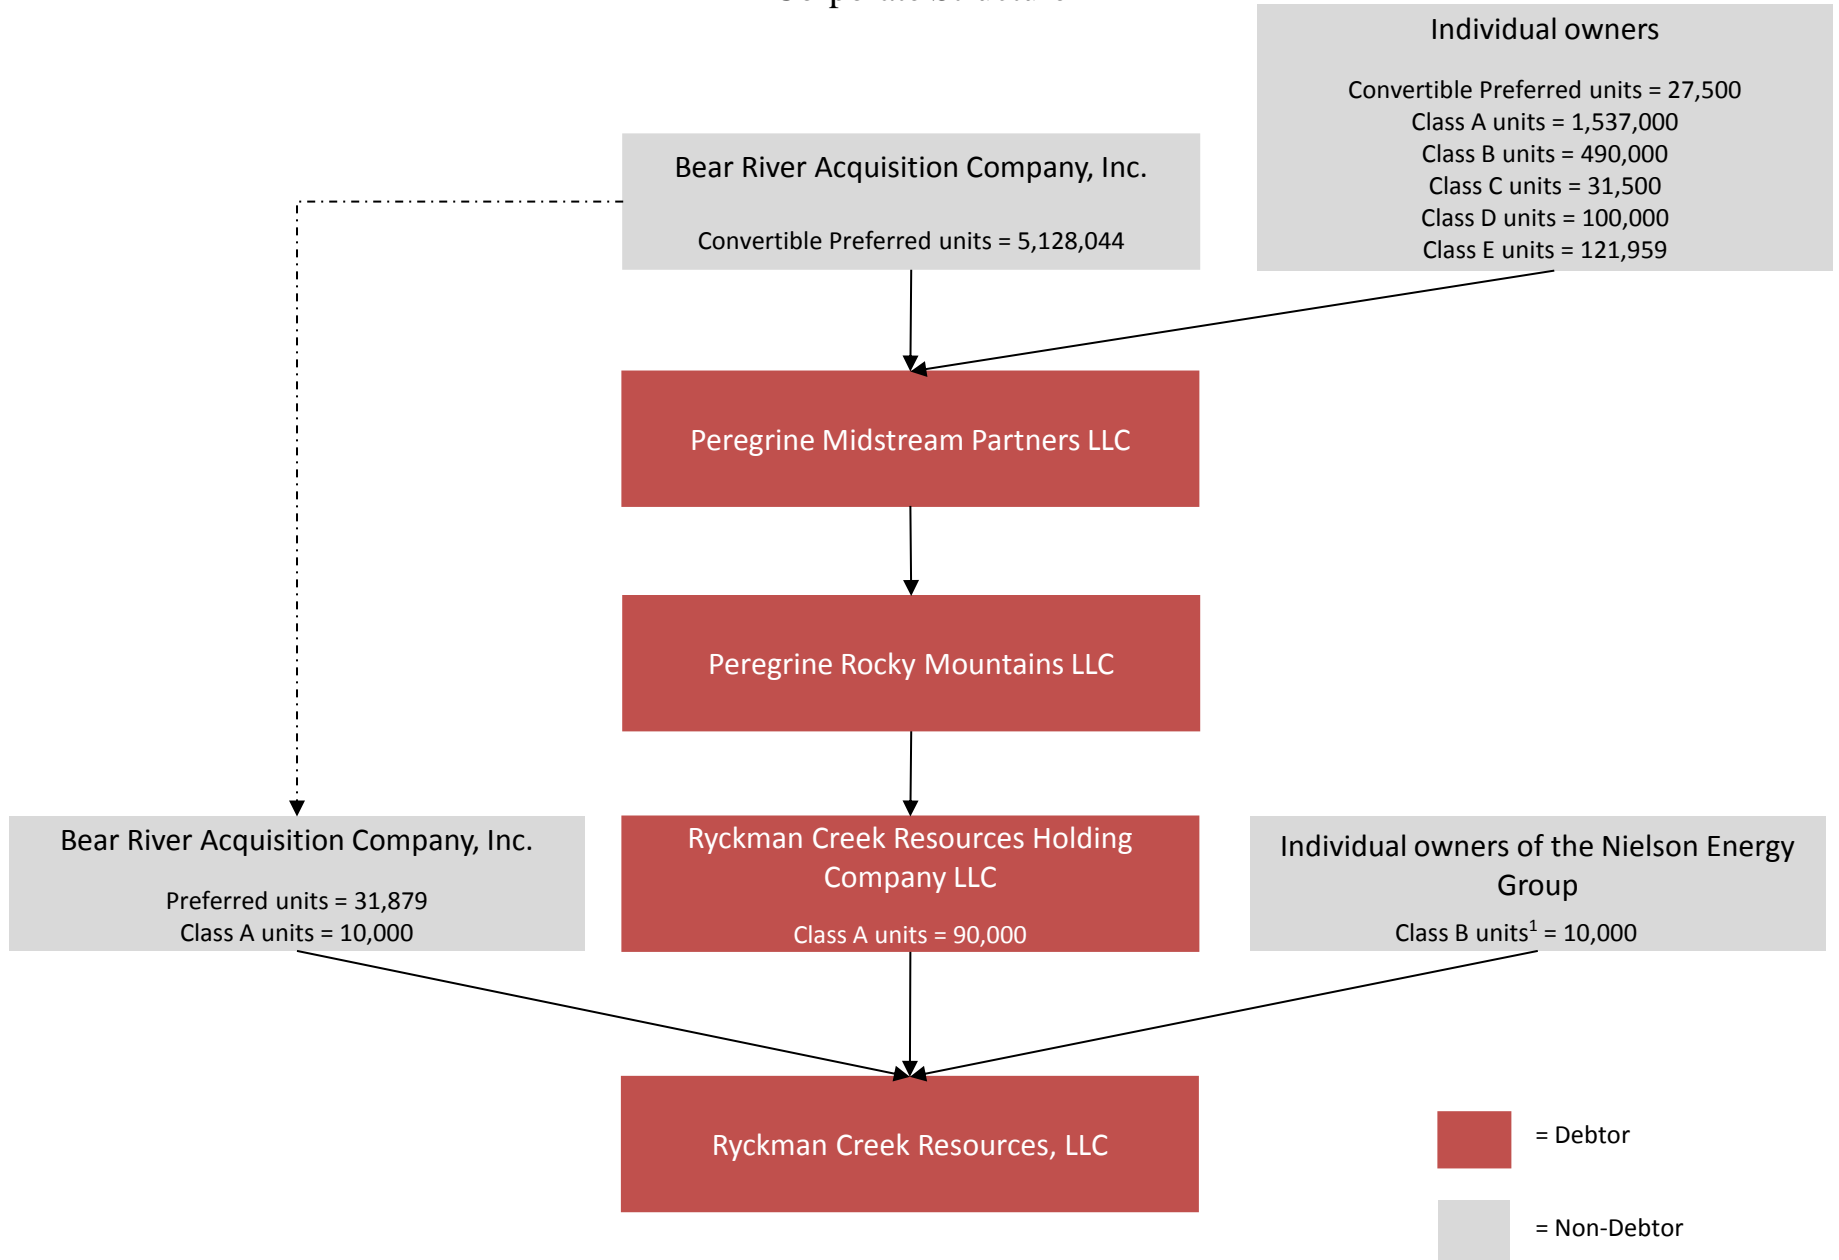 Corporate Structure
Individual owners
Convertible Preferred units = 27,500
Class A units = 1,537,000
Class B units = 490,000
Class C units = 31,500
Class D units = 100,000
Class E units = 121,959
Bear River Acquisition Company, Inc.
Convertible Preferred units = 5,128,044
Peregrine Midstream Partners LLC
Peregrine Rocky Mountains LLC
Bear River Acquisition Company, Inc.
Preferred units = 31,879
Class A units = 10,000
Ryckman Creek Resources Holding
Company LLC
Class A units = 90,000
Individual owners of the Nielson Energy
Group
Class B units¹ = 10,000
Ryckman Creek Resources, LLC
= Debtor
= Non-Debtor